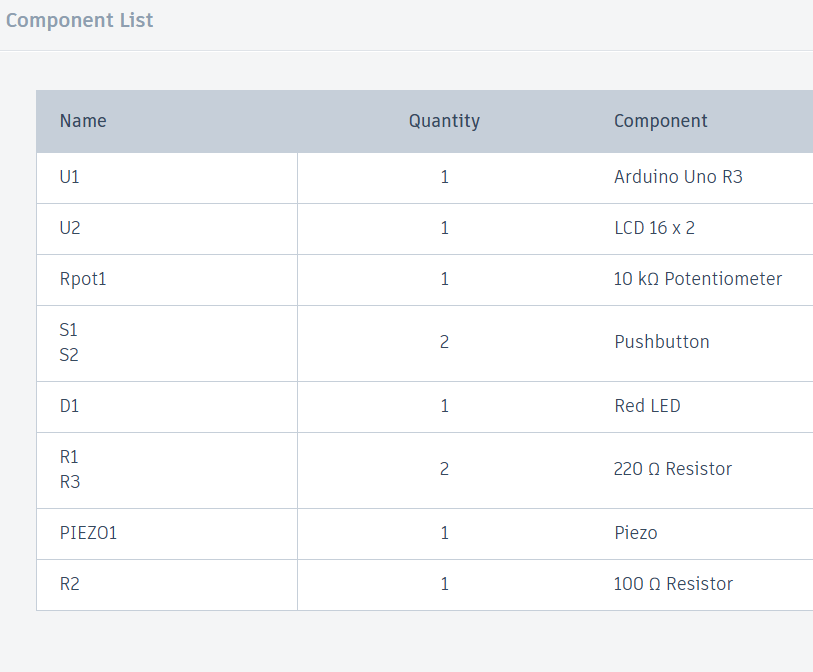 Component List
Name Quantity Component
U1 1 Arduino Uno R3
U2 1 LCD 16 x 2
Rpot1 1 10 kΩ Potentiometer
S1
S2 2 Pushbutton
D1 1 Red LED
R1
R3 2 220 Ω Resistor
PIEZO1 1 Piezo
R2 1 100 Ω Resistor